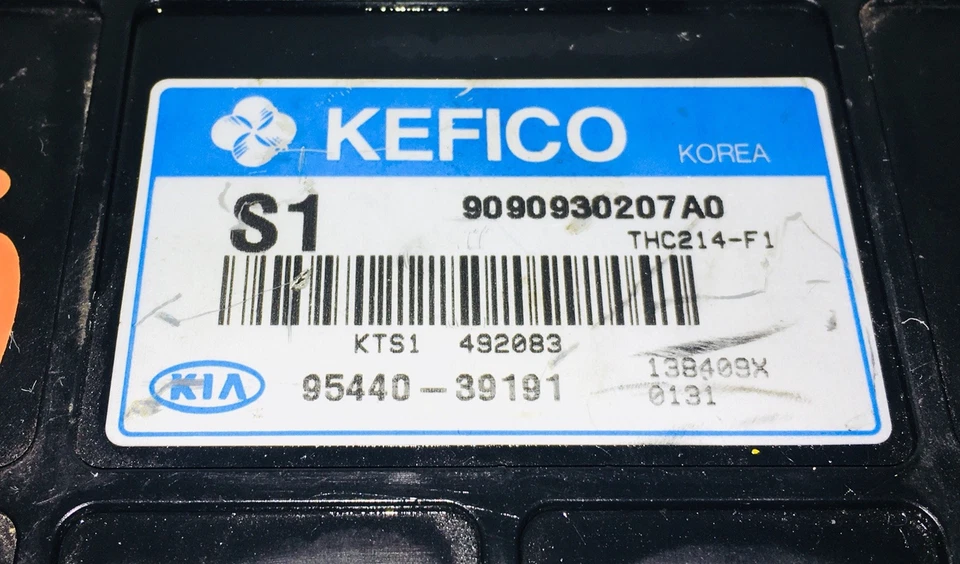 KEFICO
KOREA
S1
9090930207A0
THC214-F1
KTS1 492083
KIA
95440-39191
138409X
0131